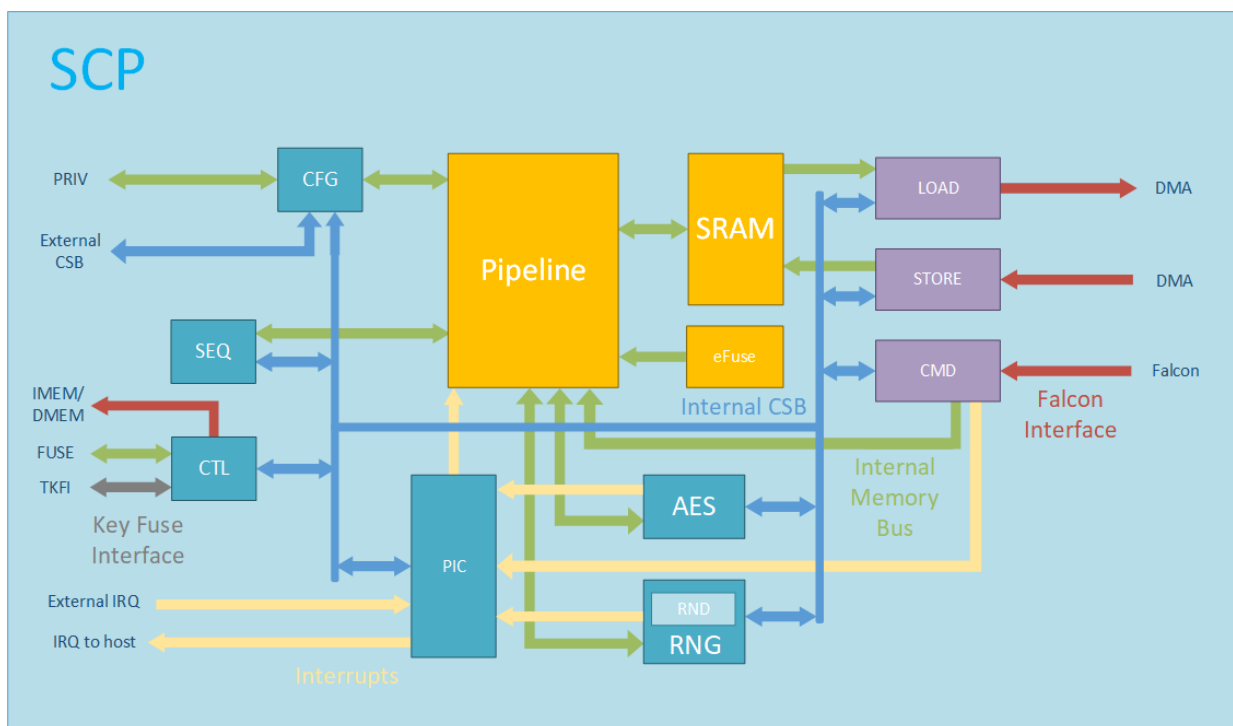 SCP
PRIV
CFG
Pipeline
SRAM
LOAD
DMA
External
CSB
STORE
DMA
SEQ
eFuse
CMD
Falcon
IMEM/
DMEM
Internal CSB
Falcon
Interface
FUSE
CTL
TKFI
Internal
Memory
Bus
Key Fuse
Interface
AES
PIC
External IRQ
RND
RNG
IRQ to host
Interrupts